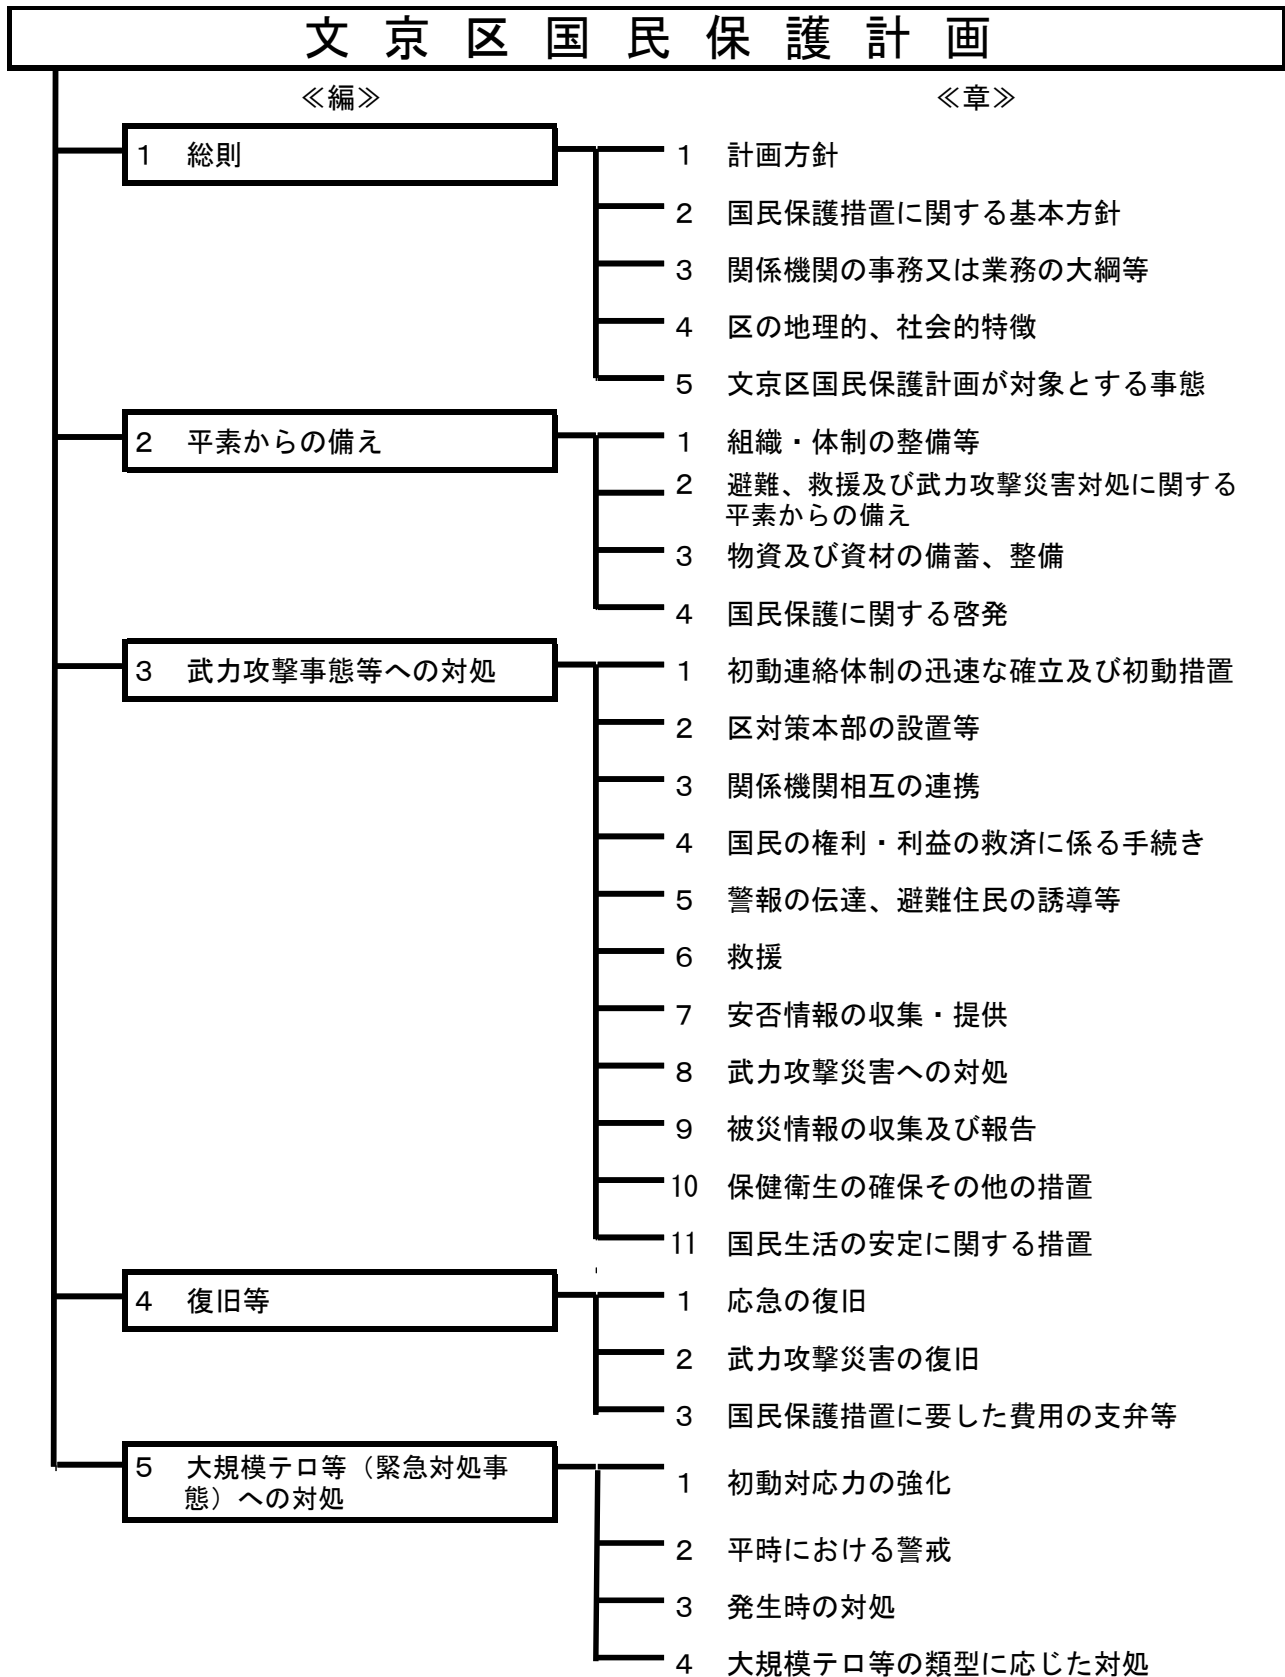 文京区国民保護計画
≪編≫ ≪章≫
1 総則
1 計画方針
2 国民保護措置に関する基本方針
3 関係機関の事務又は業務の大綱等
4 区の地理的、社会的特徴
5 文京区国民保護計画が対象とする事態
2 平素からの備え
1 組織・体制の整備等
2 避難、救援及び武力攻撃災害対処に関する
平素からの備え
3 物資及び資材の備蓄、整備
4 国民保護に関する啓発
3 武力攻撃事態等への対処
1 初動連絡体制の迅速な確立及び初動措置
2 区対策本部の設置等
3 関係機関相互の連携
4 国民の権利・利益の救済に係る手続き
5 警報の伝達、避難住民の誘導等
6 救援
7 安否情報の収集・提供
8 武力攻撃災害への対処
9 被災情報の収集及び報告
10 保健衛生の確保その他の措置
11 国民生活の安定に関する措置
4 復旧等
1 応急の復旧
2 武力攻撃災害の復旧
3 国民保護措置に要した費用の支弁等
5 大規模テロ等（緊急対処事
態）への対処
1 初動対応力の強化
2 平時における警戒
3 発生時の対処
4 大規模テロ等の類型に応じた対処